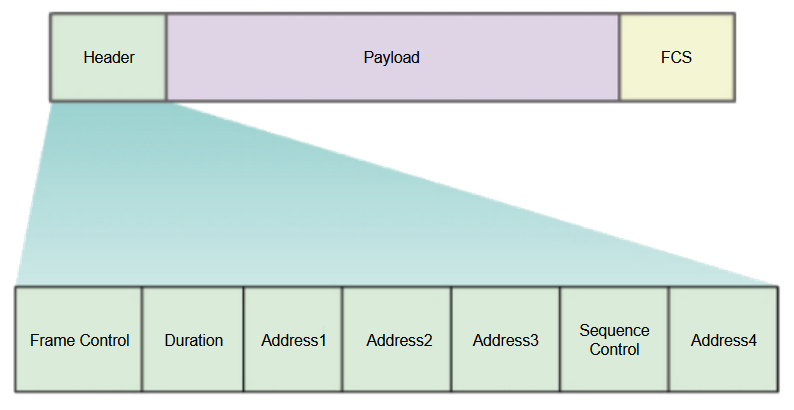 Header
Payload
FCS
Frame Control
Duration
Address1
Address2
Address3
Sequence
Control
Address4